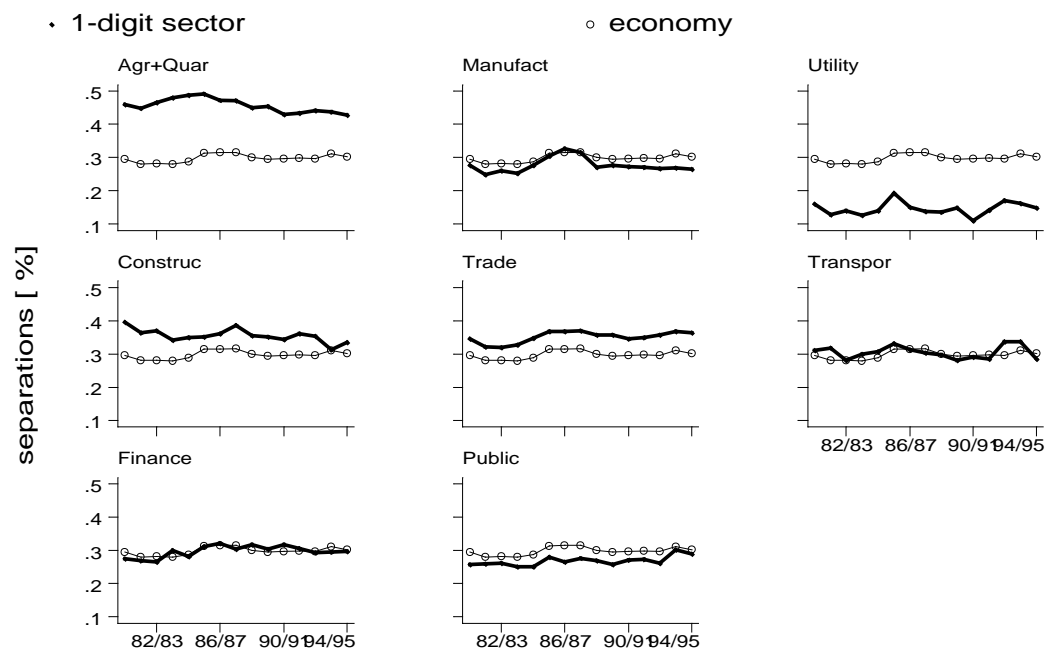 1-digit sector economy
Agr+Quar Manufact Utility
.5
.4
.3
.2
.1
Construc Trade Transpor
.5
.4
.3
.2
.1
82/83 86/87 90/91 94/95
Finance Public
.5
.4
.3
.2
.1
82/83 86/87 90/91 94/95 82/83 86/87 90/91 94/95
separations [ %]